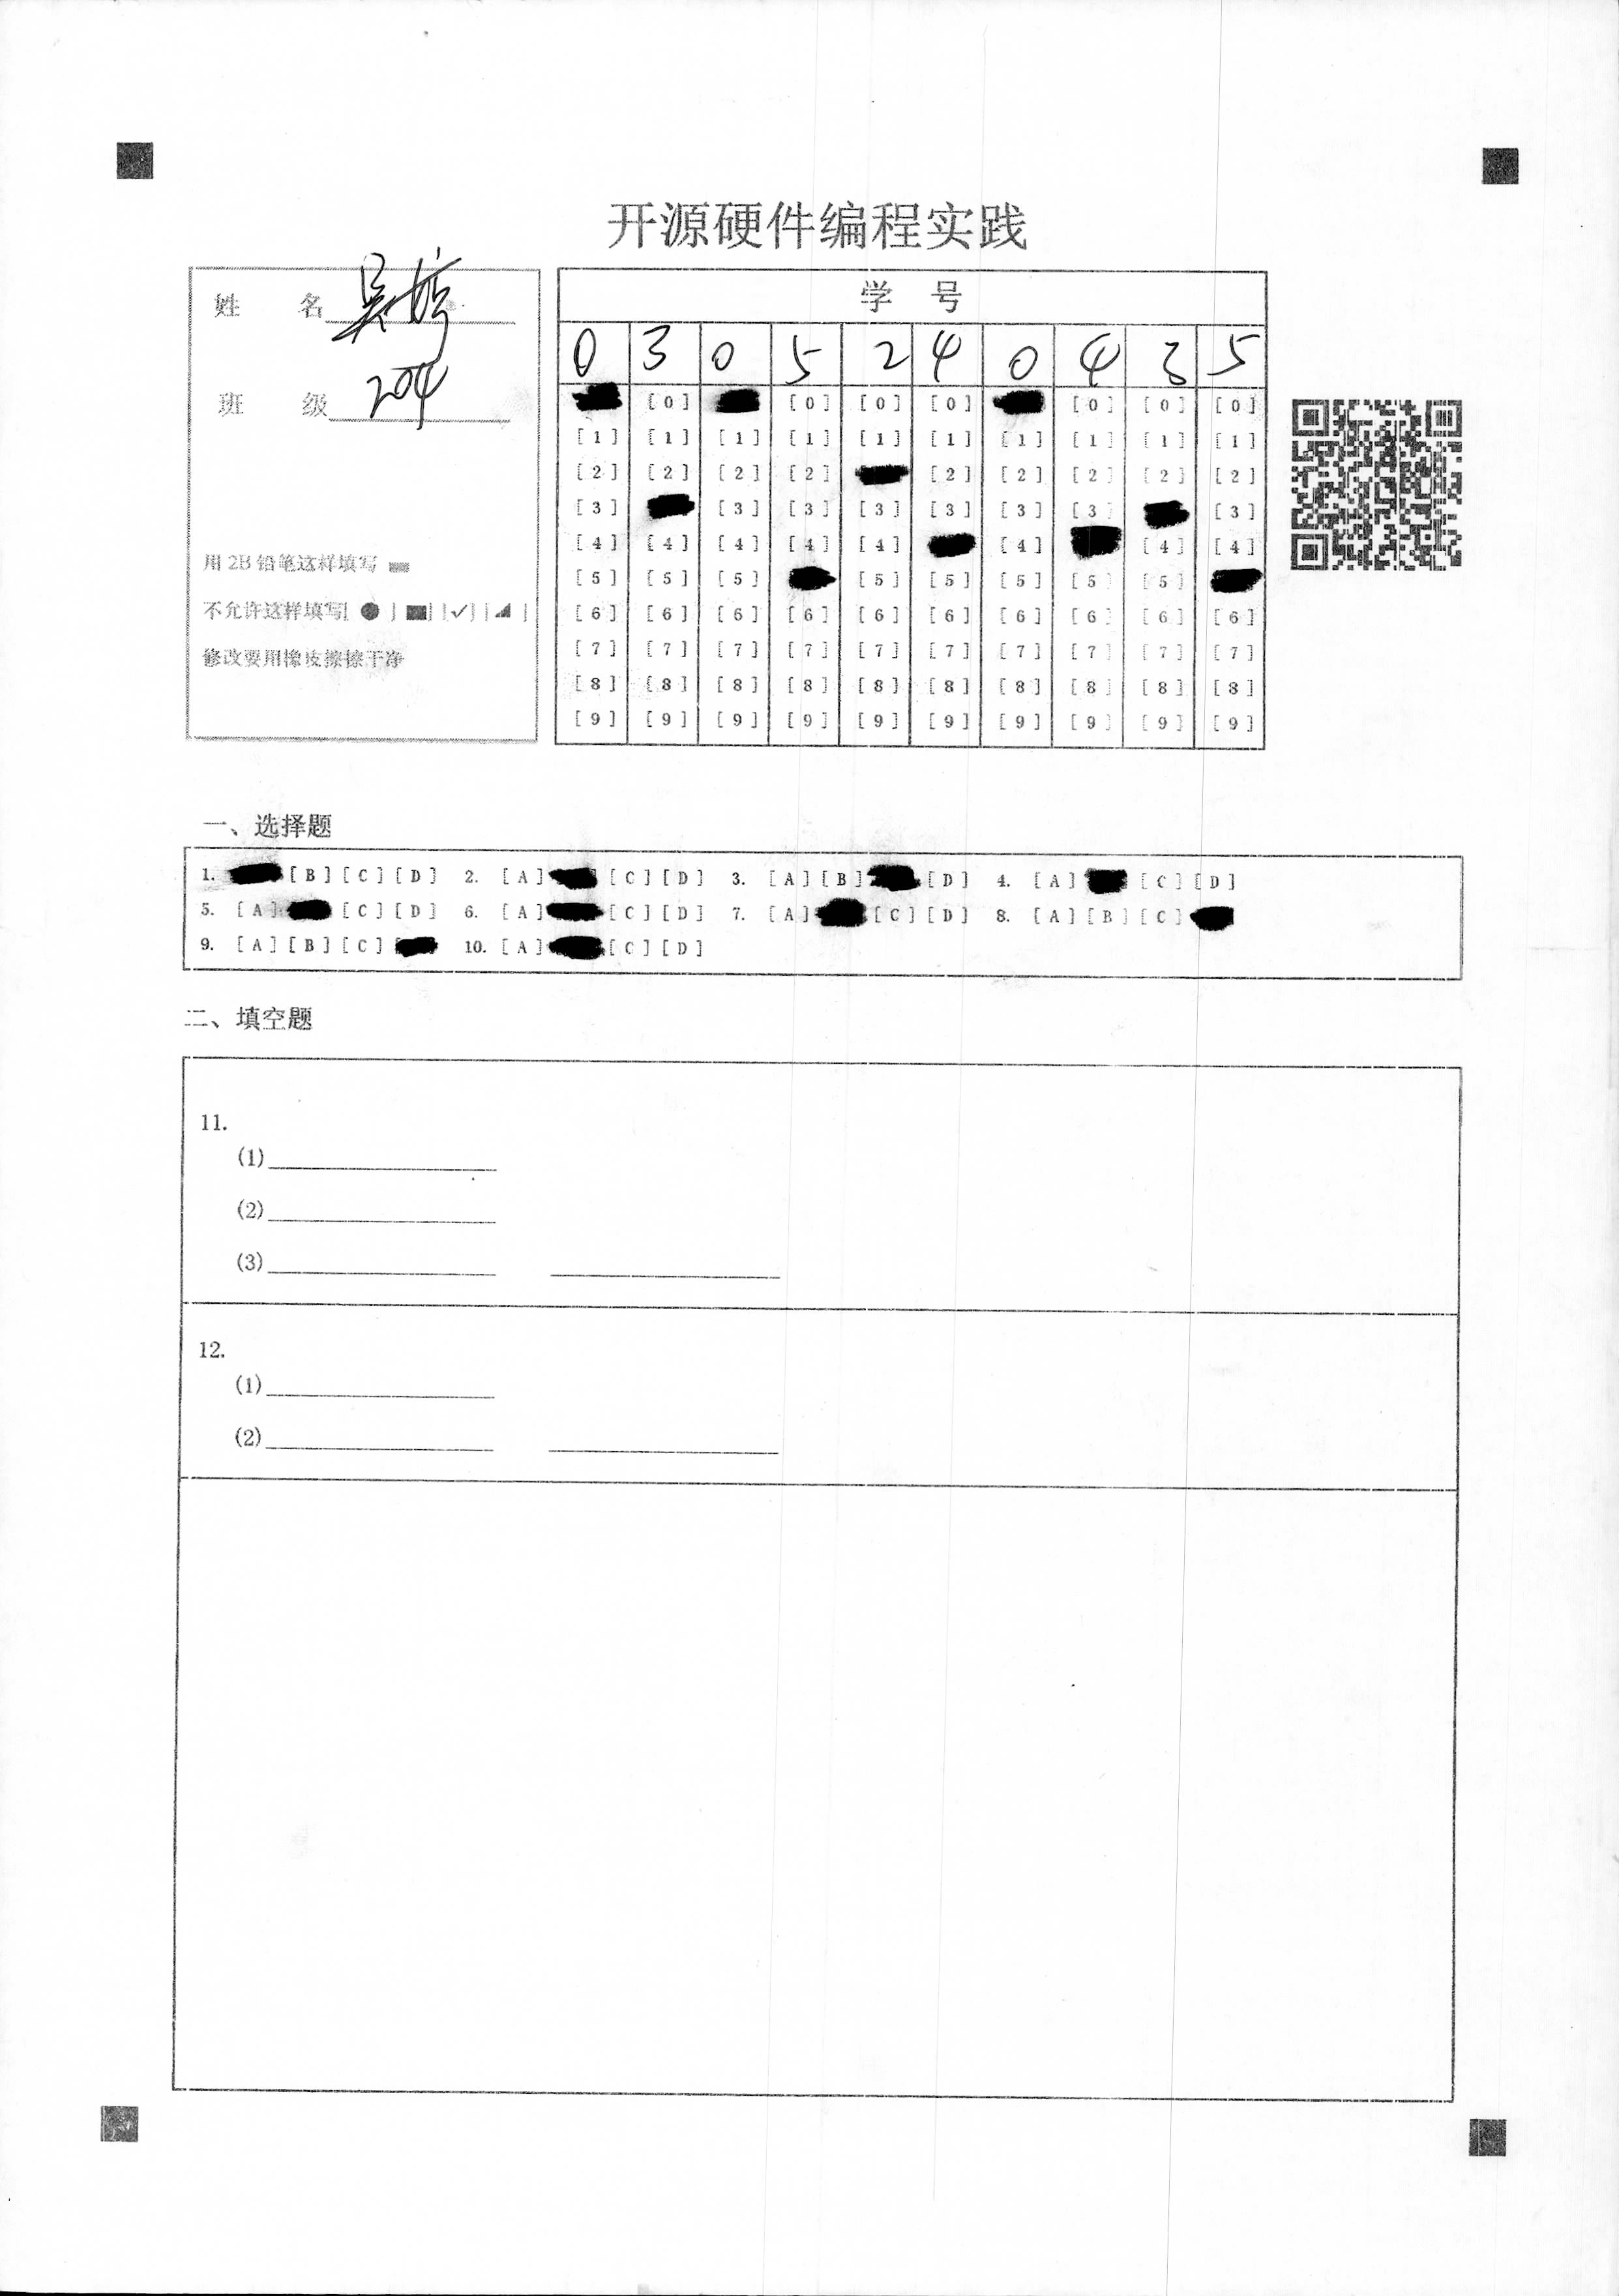 开源硬件编程实践
姓 名 吴
班 级 204
用 2B 铅笔这样填写
不允许这样填写[ ● ] [■] [✓] [◢ ]
修改要用橡皮擦擦干净
学 号
0 3 0 5 2 4 0 4 3 5
[0] [0] [0] [0] [0] [0] [0]
[1] [1] [1] [1] [1] [1] [1] [1] [1] [1]
[2] [2] [2] [2] [2] [2] [2] [2] [2]
[3] [3] [3] [3] [3] [3] [3] [3]
[4] [4] [4] [4] [4] [4] [4] [4]
[5] [5] [5] [5] [5] [5] [5] [5]
[6] [6] [6] [6] [6] [6] [6] [6] [6] [6]
[7] [7] [7] [7] [7] [7] [7] [7] [7] [7]
[8] [8] [8] [8] [8] [8] [8] [8] [8] [8]
[9] [9] [9] [9] [9] [9] [9] [9] [9] [9]
一、选择题
1. [B] [C] [D] 2. [A] [C] [D] 3. [A] [B] [D] 4. [A] [C] [D]
5. [A] [C] [D] 6. [A] [C] [D] 7. [A] [C] [D] 8. [A] [B] [C]
9. [A] [B] [C] 10. [A] [C] [D]
二、填空题
11.
(1)
(2)
(3)
12.
(1)
(2)